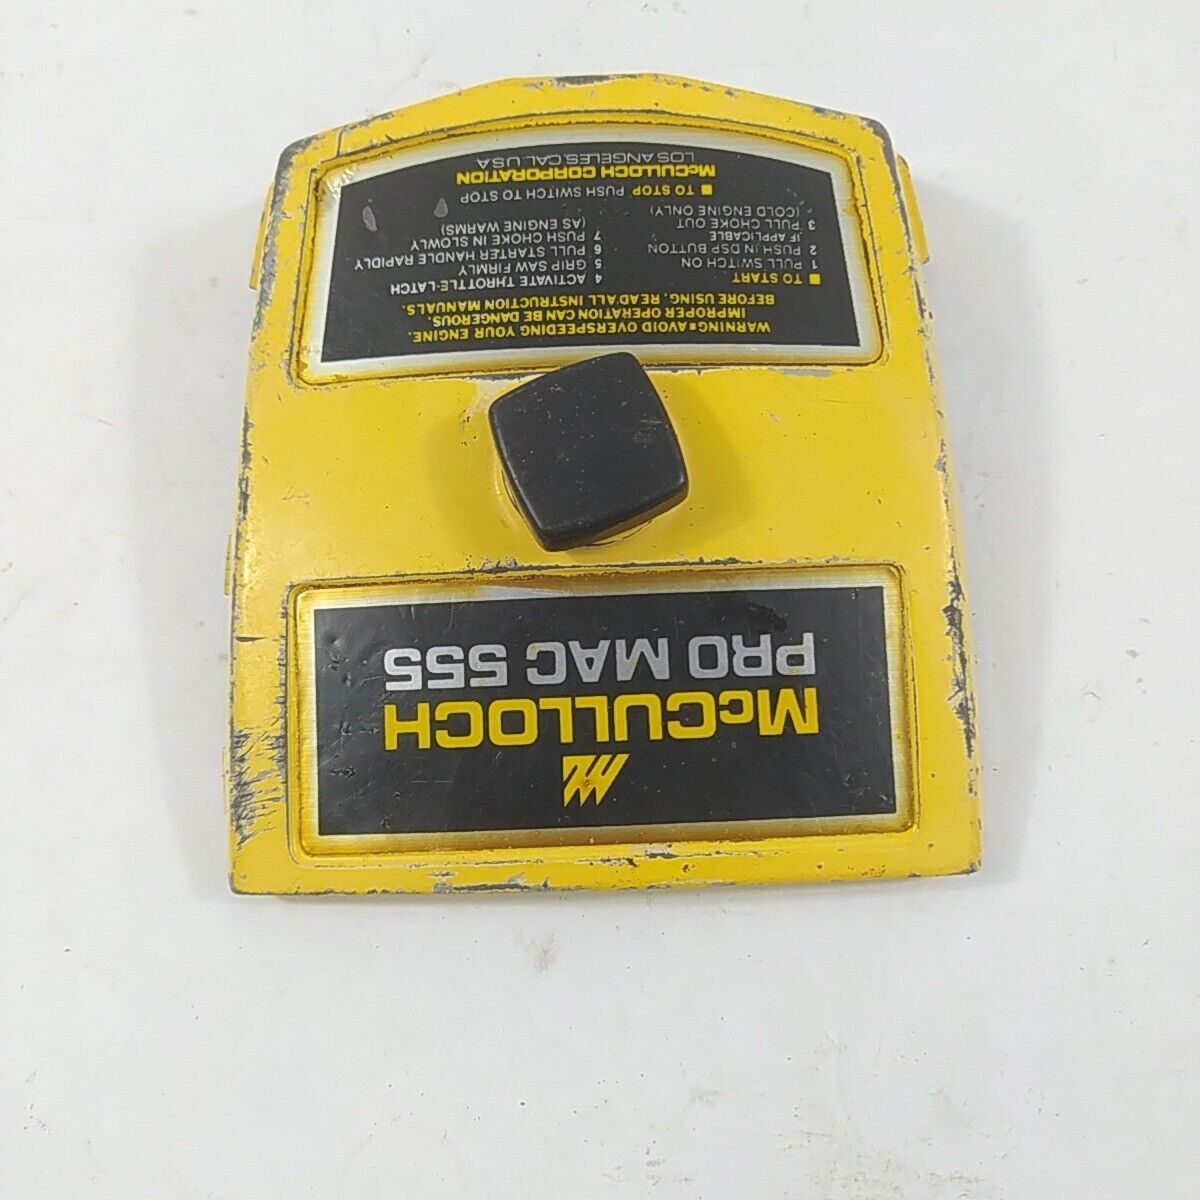 McCULLOCH
PRO MAC 555
WARNING■AVOID OVERSPEEDING YOUR ENGINE.
IMPROPER OPERATION CAN BE DANGEROUS.
BEFORE USING, READ ALL INSTRUCTION MANUALS.
■ TO START
1 PULL SWITCH ON
2 PUSH IN DSP BUTTON
IF APPLICABLE
3 PULL CHOKE OUT
(COLD ENGINE ONLY)
4 ACTIVATE THROTTLE-LATCH
5 GRIP SAW FIRMLY
6 PULL STARTER HANDLE RAPIDLY
7 PUSH CHOKE IN SLOWLY
(AS ENGINE WARMS)
■ TO STOP PUSH SWITCH TO STOP
McCULLOCH CORPORATION
LOS ANGELES, CAL. USA